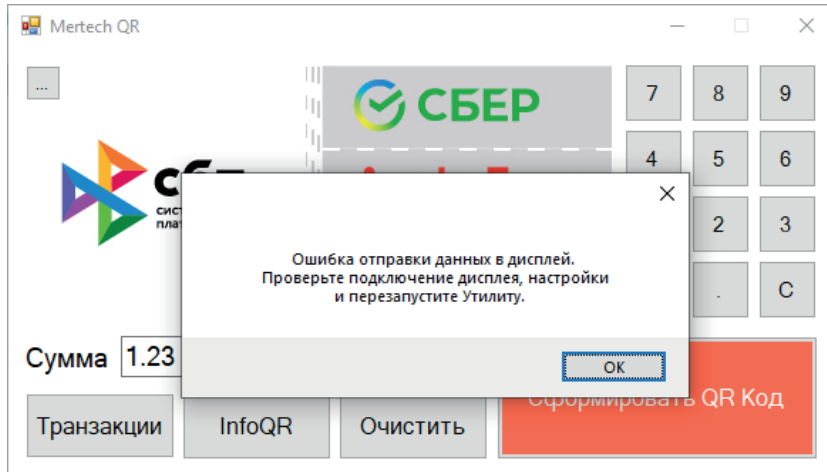 Mertech QR
...
СБЕР
7 8 9
4 5 6
2 3
. C
Ошибка отправки данных в дисплей.
Проверьте подключение дисплея, настройки
и перезапустите Утилиту.
OK
Сумма 1.23
Сформировать QR Код
Транзакции InfoQR Очистить